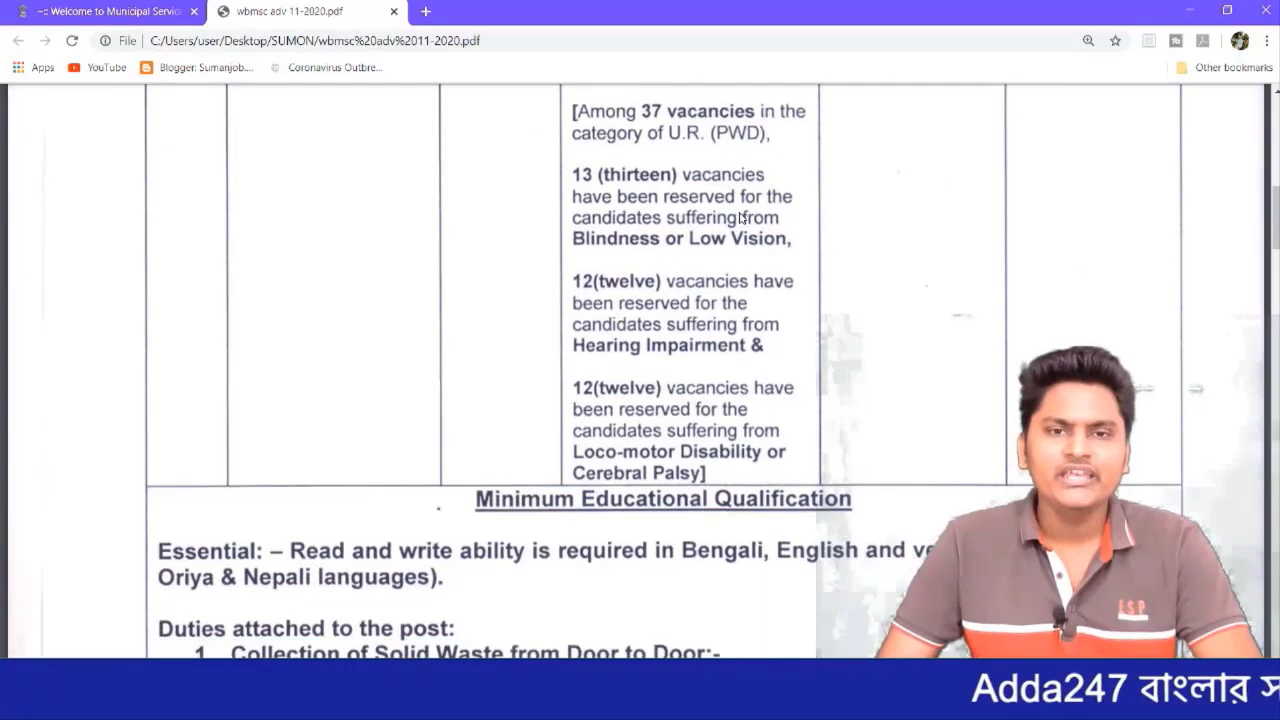 -:: Welcome to Municipal Servic
wbmsc adv 11-2020.pdf
File
C:/Users/user/Desktop/SUMON/wbmsc%20adv%2011-2020.pdf
Apps
YouTube
Blogger: Sumanjob....
Coronavirus Outbre...
Other bookmarks
[Among 37 vacancies in the
category of U.R. (PWD),
13 (thirteen) vacancies
have been reserved for the
candidates suffering from
Blindness or Low Vision,
12(twelve) vacancies have
been reserved for the
candidates suffering from
Hearing Impairment &
12(twelve) vacancies have
been reserved for the
candidates suffering from
Loco-motor Disability or
Cerebral Palsy]
Minimum Educational Qualification
Essential: – Read and write ability is required in Bengali, English and ve
Oriya & Nepali languages).
Duties attached to the post:
1. Collection of Solid Waste from Door to Door:-
ESP
Adda247 বাংলার স